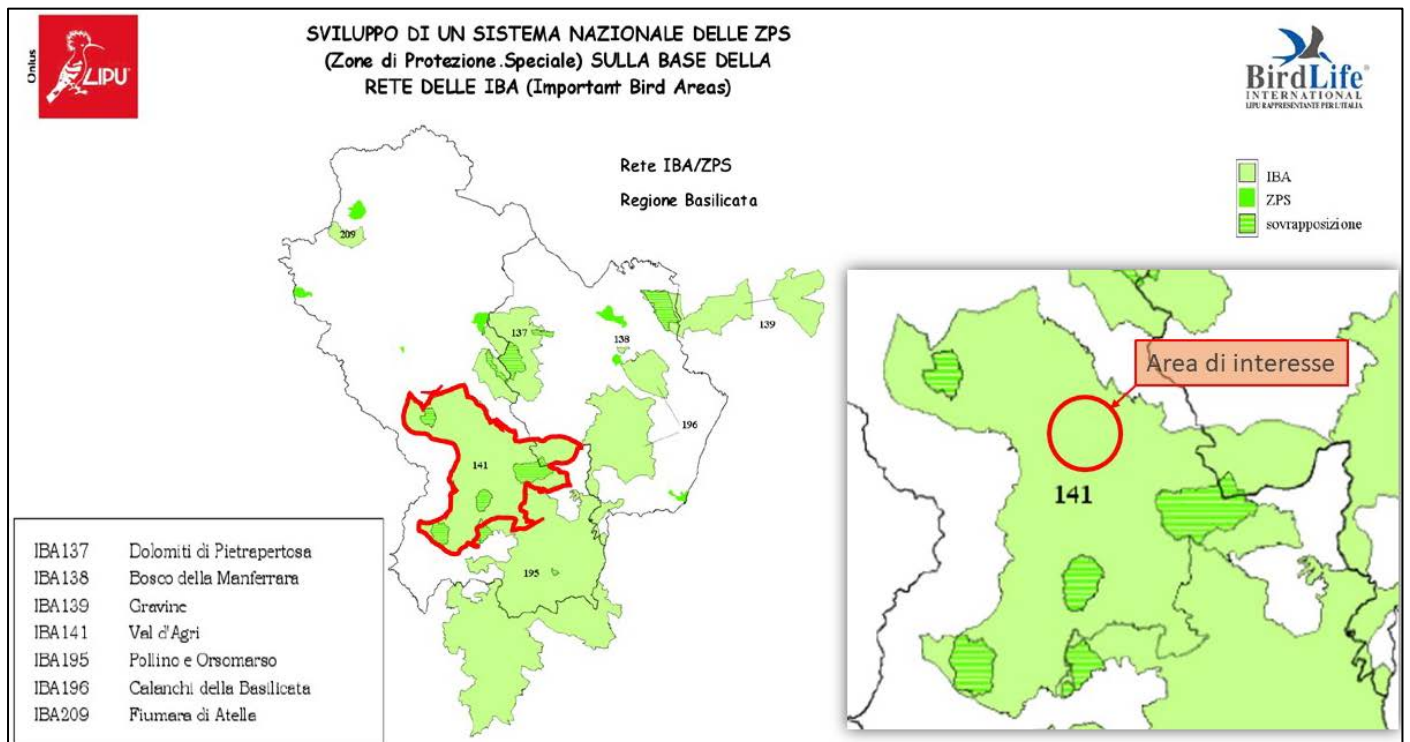 Onlus
LIPU
SVILUPPO DI UN SISTEMA NAZIONALE DELLE ZPS
(Zone di Protezione.Speciale) SULLA BASE DELLA
RETE DELLE IBA (Important Bird Areas)
BirdLife®
INTERNATIONAL
LIPU RAPPRESENTANTE PER L'ITALIA
Rete IBA/ZPS
Regione Basilicata
IBA
ZPS
sovrapposizione
209
137
138
139
196
141
195
Area di interesse
141
IBA137 Dolomiti di Pietrapertosa
IBA138 Bosco della Manferrara
IBA139 Gravine
IBA141 Val d'Agri
IBA195 Pollino e Orsomarso
IBA196 Calanchi della Basilicata
IBA209 Fiumara di Atella